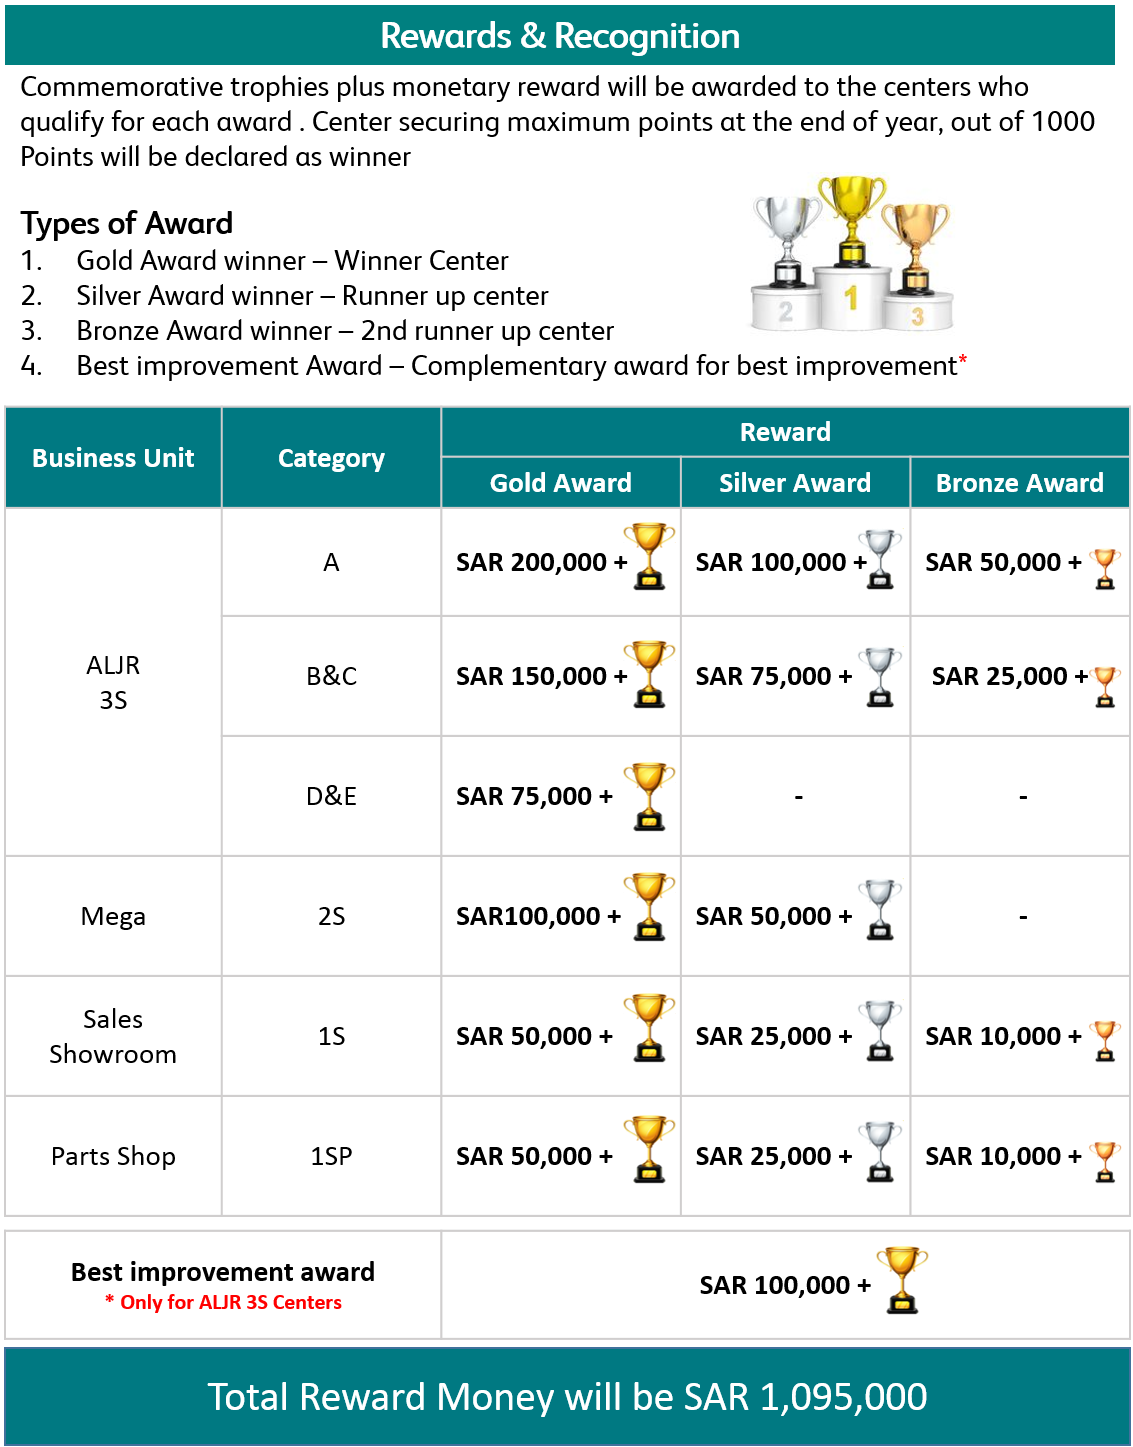 Rewards & Recognition
Commemorative trophies plus monetary reward will be awarded to the centers who
qualify for each award . Center securing maximum points at the end of year, out of 1000
Points will be declared as winner
Types of Award
1. Gold Award winner – Winner Center
2. Silver Award winner – Runner up center
3. Bronze Award winner – 2nd runner up center
4. Best improvement Award – Complementary award for best improvement*
2 1 3
Business Unit Category Reward
Gold Award Silver Award Bronze Award
ALJR
3S
A SAR 200,000 + SAR 100,000 + SAR 50,000 +
B&C SAR 150,000 + SAR 75,000 + SAR 25,000 +
D&E SAR 75,000 + - -
Mega 2S SAR100,000 + SAR 50,000 + -
Sales
Showroom
1S SAR 50,000 + SAR 25,000 + SAR 10,000 +
Parts Shop 1SP SAR 50,000 + SAR 25,000 + SAR 10,000 +
Best improvement award
* Only for ALJR 3S Centers
SAR 100,000 +
Total Reward Money will be SAR 1,095,000